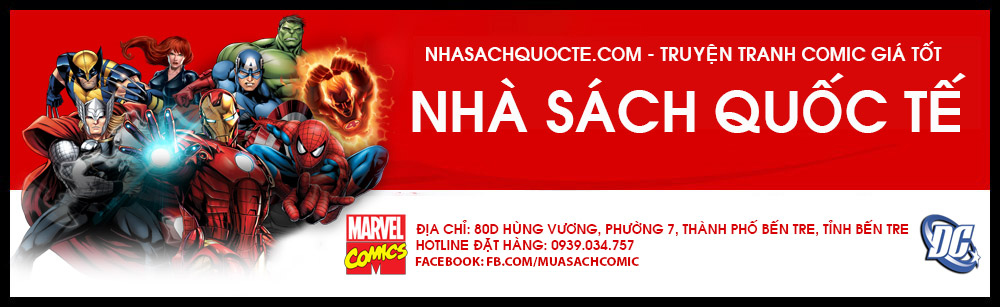 NHASACHQUOCTE.COM - TRUYỆN TRANH COMIC GIÁ TỐT
NHÀ SÁCH QUỐC TẾ
MARVEL
COMICS
M
ĐỊA CHỈ: 80D HÙNG VƯƠNG, PHƯỜNG 7, THÀNH PHỐ BẾN TRE, TỈNH BẾN TRE
HOTLINE ĐẶT HÀNG: 0939.034.757
FACEBOOK: FB.COM/MUASACHCOMIC
DC